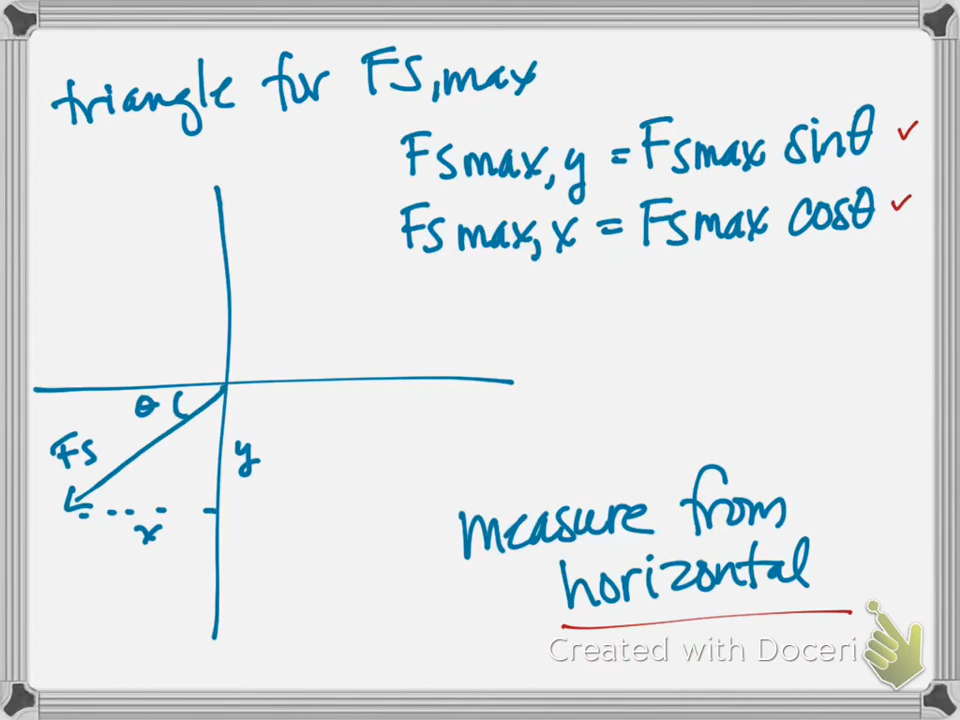 triangle for Fs,max
Fsmax,y = Fsmax sinθ ✓
Fsmax,x = Fsmax cosθ ✓
θ
Fs
y
x
measure from
horizontal
Created with Doceri